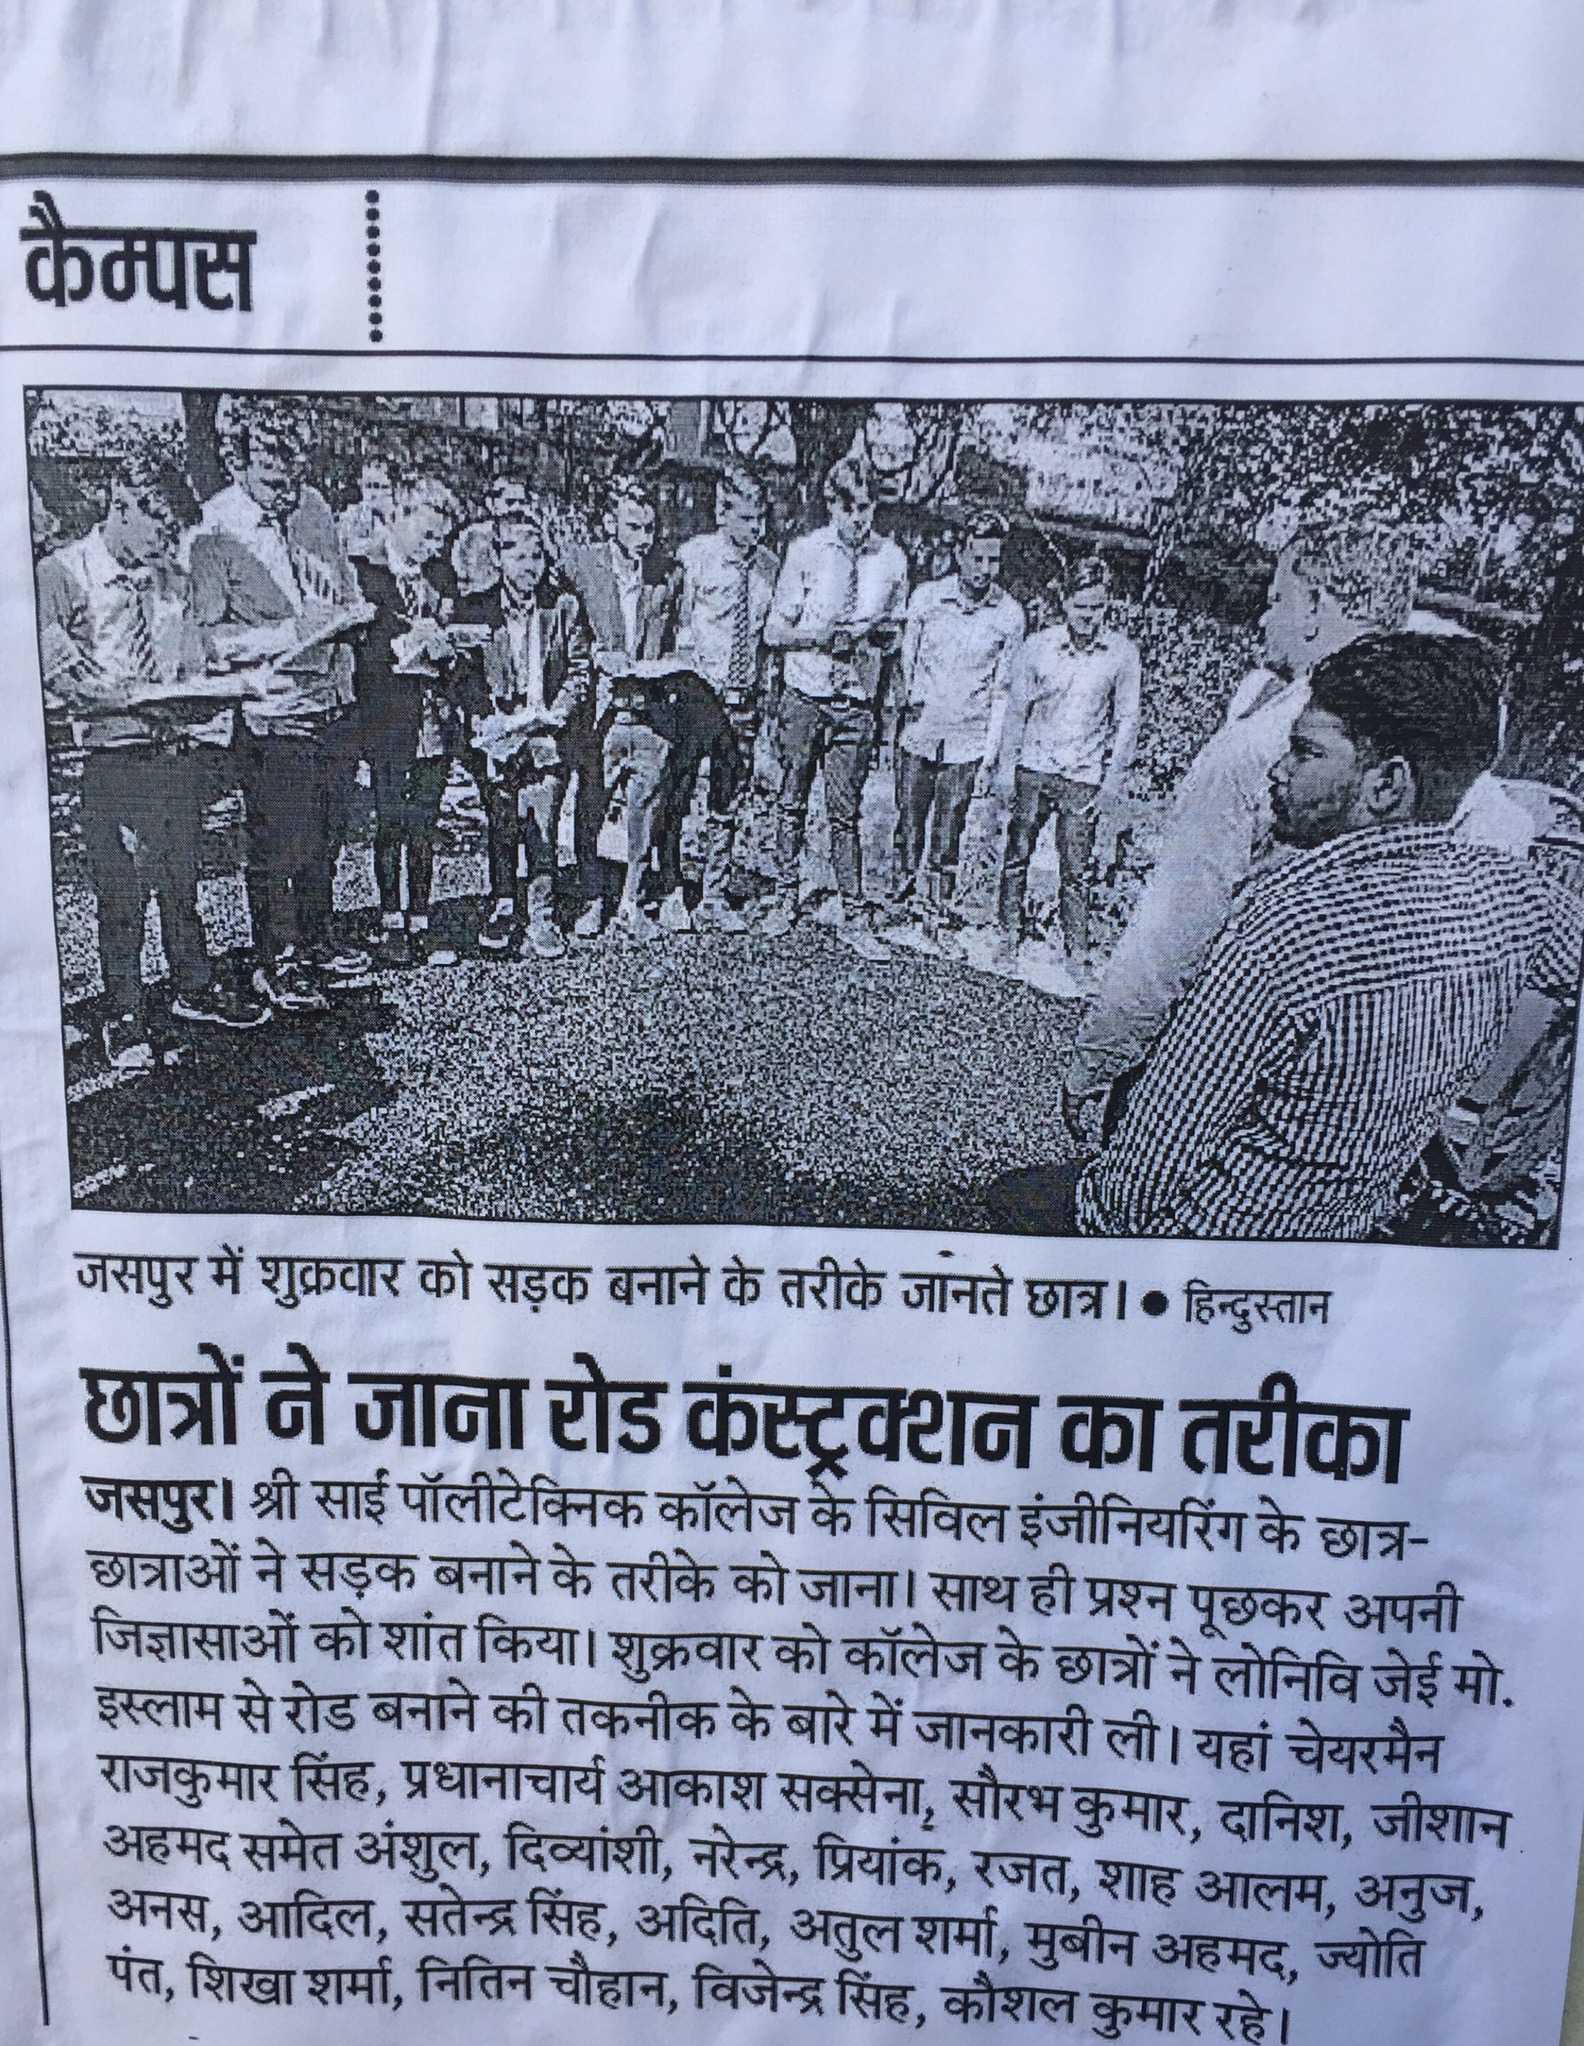 कैम्पस
जसपुर में शुक्रवार को सड़क बनाने के तरीके जानते छात्र। ● हिन्दुस्तान
छात्रों ने जाना रोड कंस्ट्रक्शन का तरीका
जसपुर। श्री साईं पॉलीटेक्निक कॉलेज के सिविल इंजीनियरिंग के छात्र-
छात्राओं ने सड़क बनाने के तरीके को जाना। साथ ही प्रश्न पूछकर अपनी
जिज्ञासाओं को शांत किया। शुक्रवार को कॉलेज के छात्रों ने लोनिवि जेई मो.
इस्लाम से रोड बनाने की तकनीक के बारे में जानकारी ली। यहां चेयरमैन
राजकुमार सिंह, प्रधानाचार्य आकाश सक्सेना, सौरभ कुमार, दानिश, जीशान
अहमद समेत अंशुल, दिव्यांशी, नरेन्द्र, प्रियांक, रजत, शाह आलम, अनुज,
अनस, आदिल, सतेन्द्र सिंह, अदिति, अतुल शर्मा, मुबीन अहमद, ज्योति
पंत, शिखा शर्मा, नितिन चौहान, विजेन्द्र सिंह, कौशल कुमार रहे।